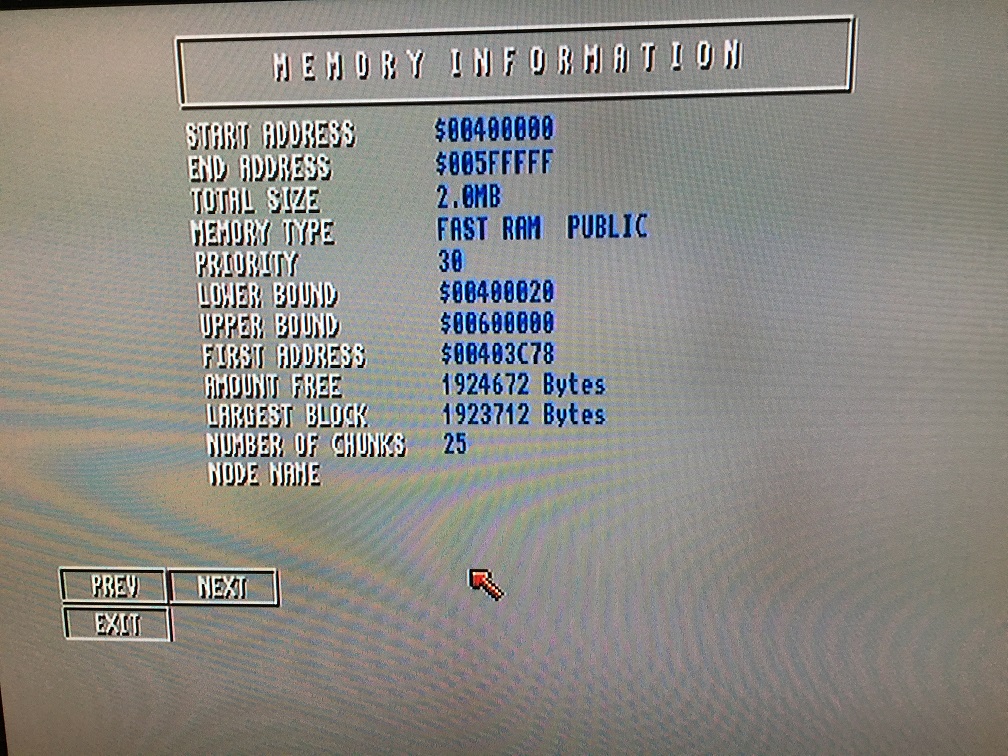 MEMORY INFORMATION
START ADDRESS $00400000
END ADDRESS $005FFFFF
TOTAL SIZE 2.0MB
MEMORY TYPE FAST RAM PUBLIC
PRIORITY 30
LOWER BOUND $00400020
UPPER BOUND $00600000
FIRST ADDRESS $00403C78
AMOUNT FREE 1924672 Bytes
LARGEST BLOCK 1923712 Bytes
NUMBER OF CHUNKS 25
NODE NAME
PREV NEXT
EXIT